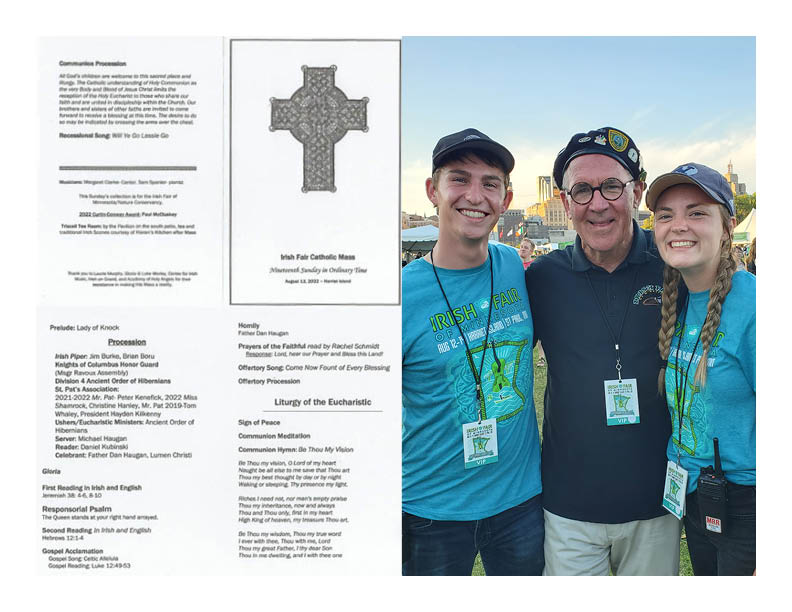 Communion Procession
All God's children are welcome to this sacred place and
liturgy. The Catholic understanding of Holy Communion as
the very Body and Blood of Jesus Christ limits the
reception of the Holy Eucharist to those who share our
faith and are united in discipleship within the Church. Our
brothers and sisters of other faiths are invited to come
forward to receive a blessing at this time. The desire to do
so may be indicated by crossing the arms over the chest.
Recessional Song: Will Ye Go Lassie Go
Musicians: Margaret Clarke- Cantor, Sam Spanier- pianist.
This Sunday's collection is for the Irish Fair of
Minnesota/Nature Conservancy.
2022 Curtin-Conway Award: Paul McCluskey
Triscell Tea Room: by the Pavilion on the south patio, tea and
traditional Irish Scones courtesy of Kieran's Kitchen after Mass
Thank you to Laurie Murphy, Gloria & Luke Worley, Center for Irish
Music, Hat-on-Grand, and Academy of Holy Angels for their
assistance in making this Mass a reality.
Irish Fair Catholic Mass
Nineteenth Sunday in Ordinary Time
August 13, 2022 – Harriet Island
Prelude: Lady of Knock
Procession
Irish Piper: Jim Burke, Brian Boru
Knights of Columbus Honor Guard
(Msgr Ravoux Assembly)
Division 4 Ancient Order of Hibernians
St. Pat's Association:
2021-2022 Mr. Pat- Peter Kenefick, 2022 Miss
Shamrock, Christine Hanley, Mr. Pat 2019-Tom
Whaley, President Hayden Kilkenny
Ushers/Eucharistic Ministers: Ancient Order of
Hibernians
Server: Michael Haugan
Reader: Daniel Kubinski
Celebrant: Father Dan Haugan, Lumen Christi
Gloria
First Reading in Irish and English
Jeremiah 38: 4-6, 8-10
Responsorial Psalm
The Queen stands at your right hand arrayed.
Second Reading in Irish and English
Hebrews 12:1-4
Gospel Acclamation
Gospel Song: Celtic Alleluia
Gospel Reading: Luke 12:49-53
Homily
Father Dan Haugan
Prayers of the Faithful read by Rachel Schmidt
Response: Lord, hear our Prayer and Bless this Land!
Offertory Song: Come Now Fount of Every Blessing
Offertory Procession
Liturgy of the Eucharistic
Sign of Peace
Communion Meditation
Communion Hymn: Be Thou My Vision
Be Thou my vision, O Lord of my heart
Naught be all else to me save that Thou art
Thou my best thought by day or by night
Waking or sleeping, Thy presence my light.
Riches I need not, nor man's empty praise
Thou my inheritance, now and always
Thou and Thou only, first in my heart
High King of heaven, my treasure Thou art.
Be Thou my wisdom, Thou my true word
I ever with thee, Thou with me, Lord
Thou my great Father, I thy dear Son
Thou in me dwelling, and I with thee one
IRISH FAIR
OF MINNESOTA
AUG 12-
HARRIET ISLAND ST PAUL, MN
IRISH FAIR
VIP
IRISH FAIR
VIP
MRR